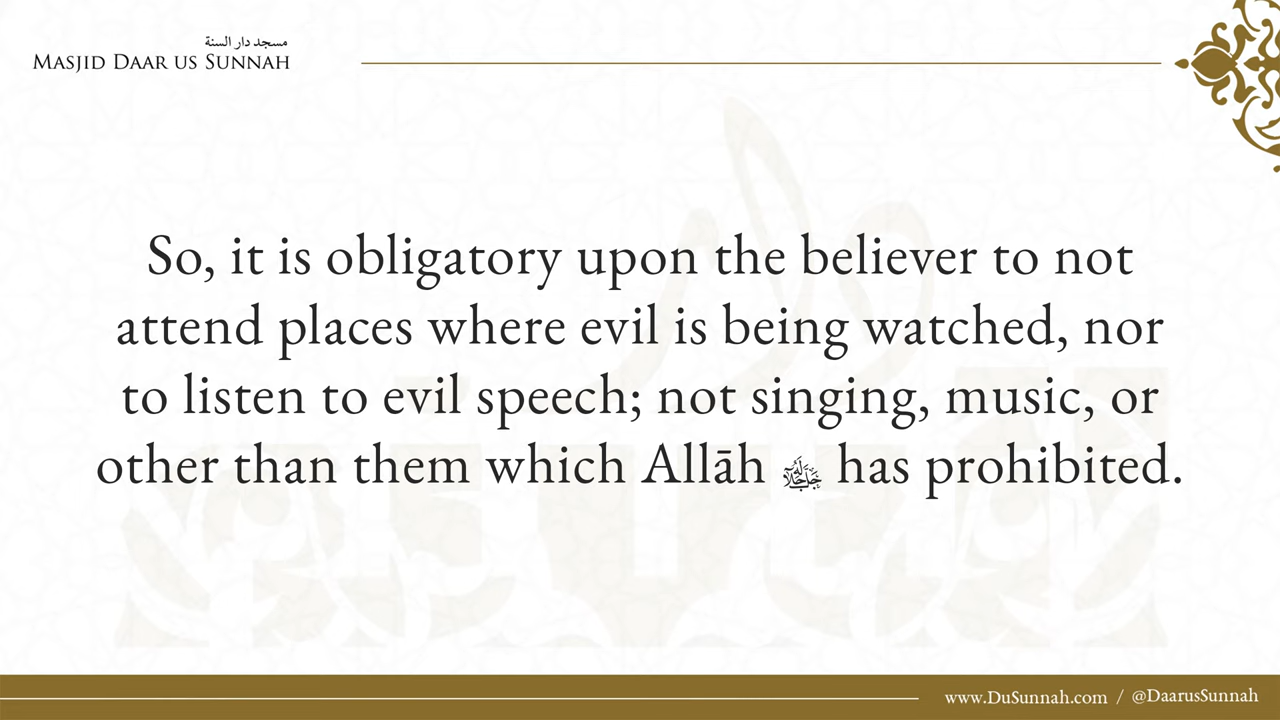 مسجد دار السنة
MASJID DAAR US SUNNAH
So, it is obligatory upon the believer to not
attend places where evil is being watched, nor
to listen to evil speech; not singing, music, or
other than them which Allāh ﷻ has prohibited.
www.DuSunnah.com / @DaarusSunnah